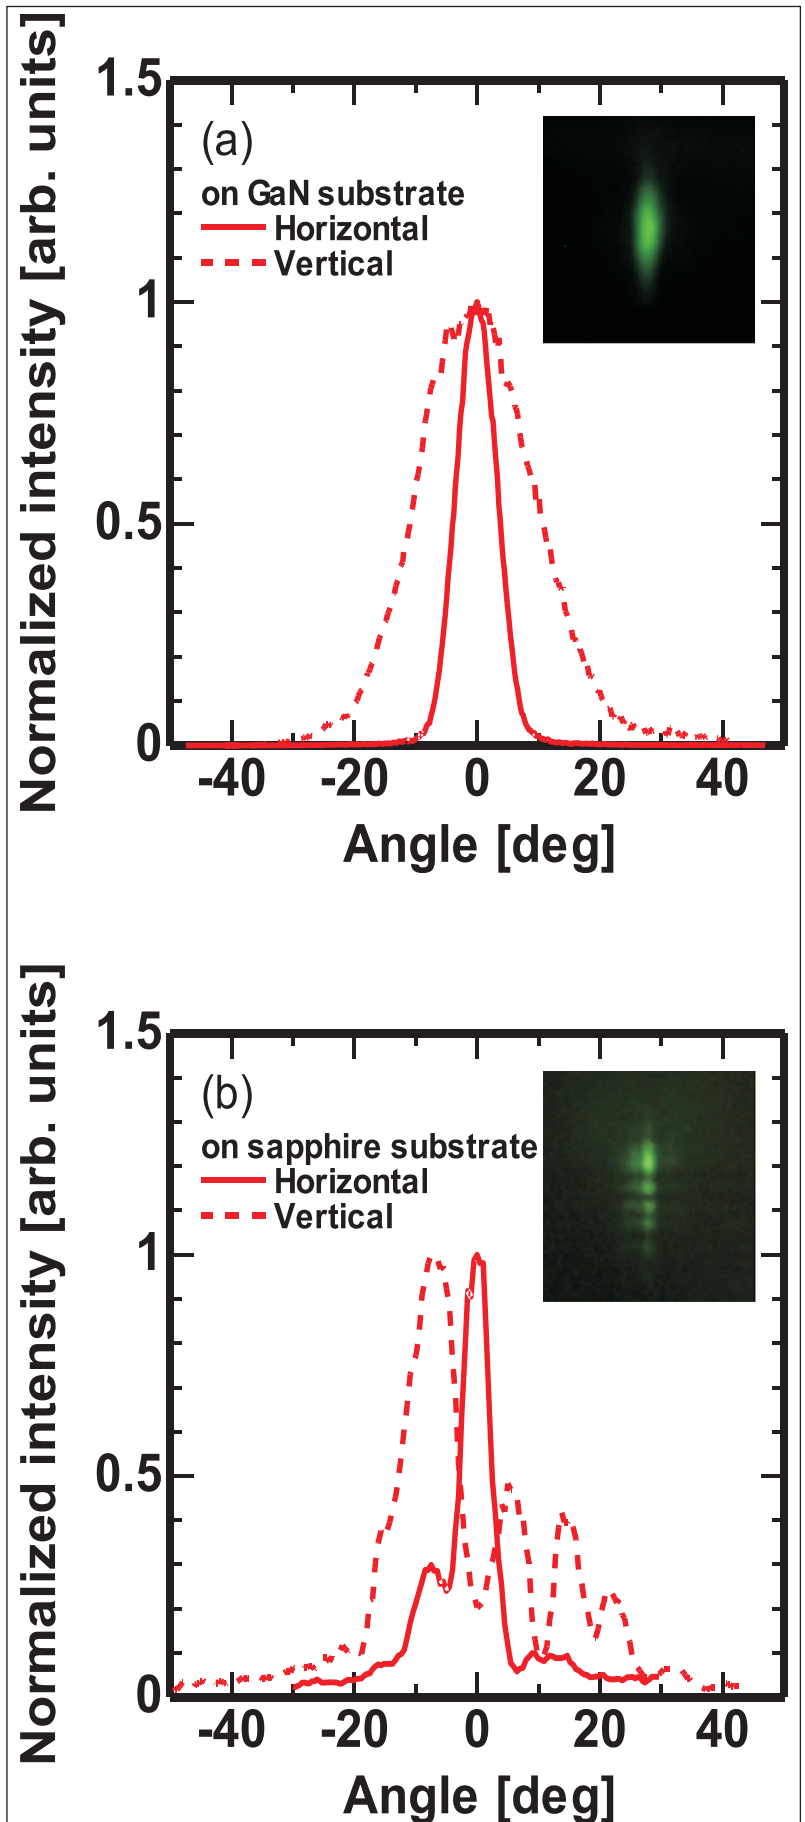 Normalized intensity [arb. units]
1.5
1
0.5
0
(a)
on GaN substrate
Horizontal
Vertical
-40 -20 0 20 40
Angle [deg]
Normalized intensity [arb. units]
1.5
1
0.5
0
(b)
on sapphire substrate
Horizontal
Vertical
-40 -20 0 20 40
Angle [deg]